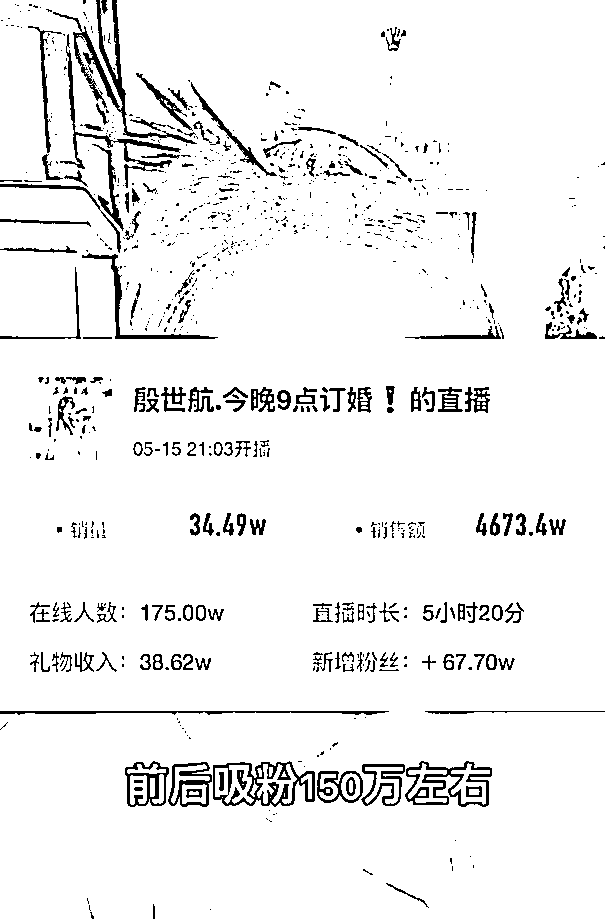 殷世航.今晚9点订婚❗的直播
05-15 21:03开播
• 销量 34.49w • 销售额 4673.4w
在线人数：175.00w 直播时长：5小时20分
礼物收入：38.62w 新增粉丝：+ 67.70w
前后吸粉150万左右